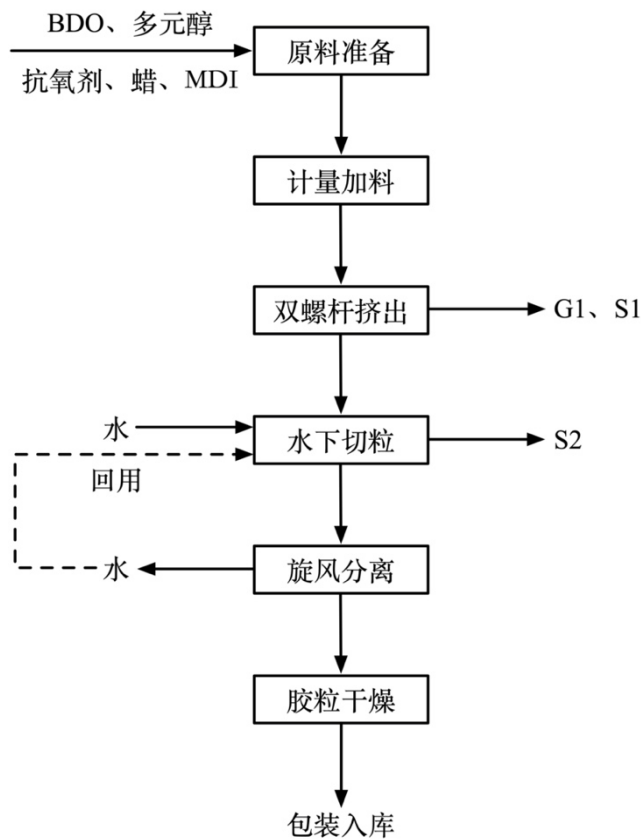 BDO、多元醇
抗氧剂、蜡、MDI
原料准备
计量加料
双螺杆挤出
G1、S1
水
水下切粒
S2
回用
水
旋风分离
胶粒干燥
包装入库